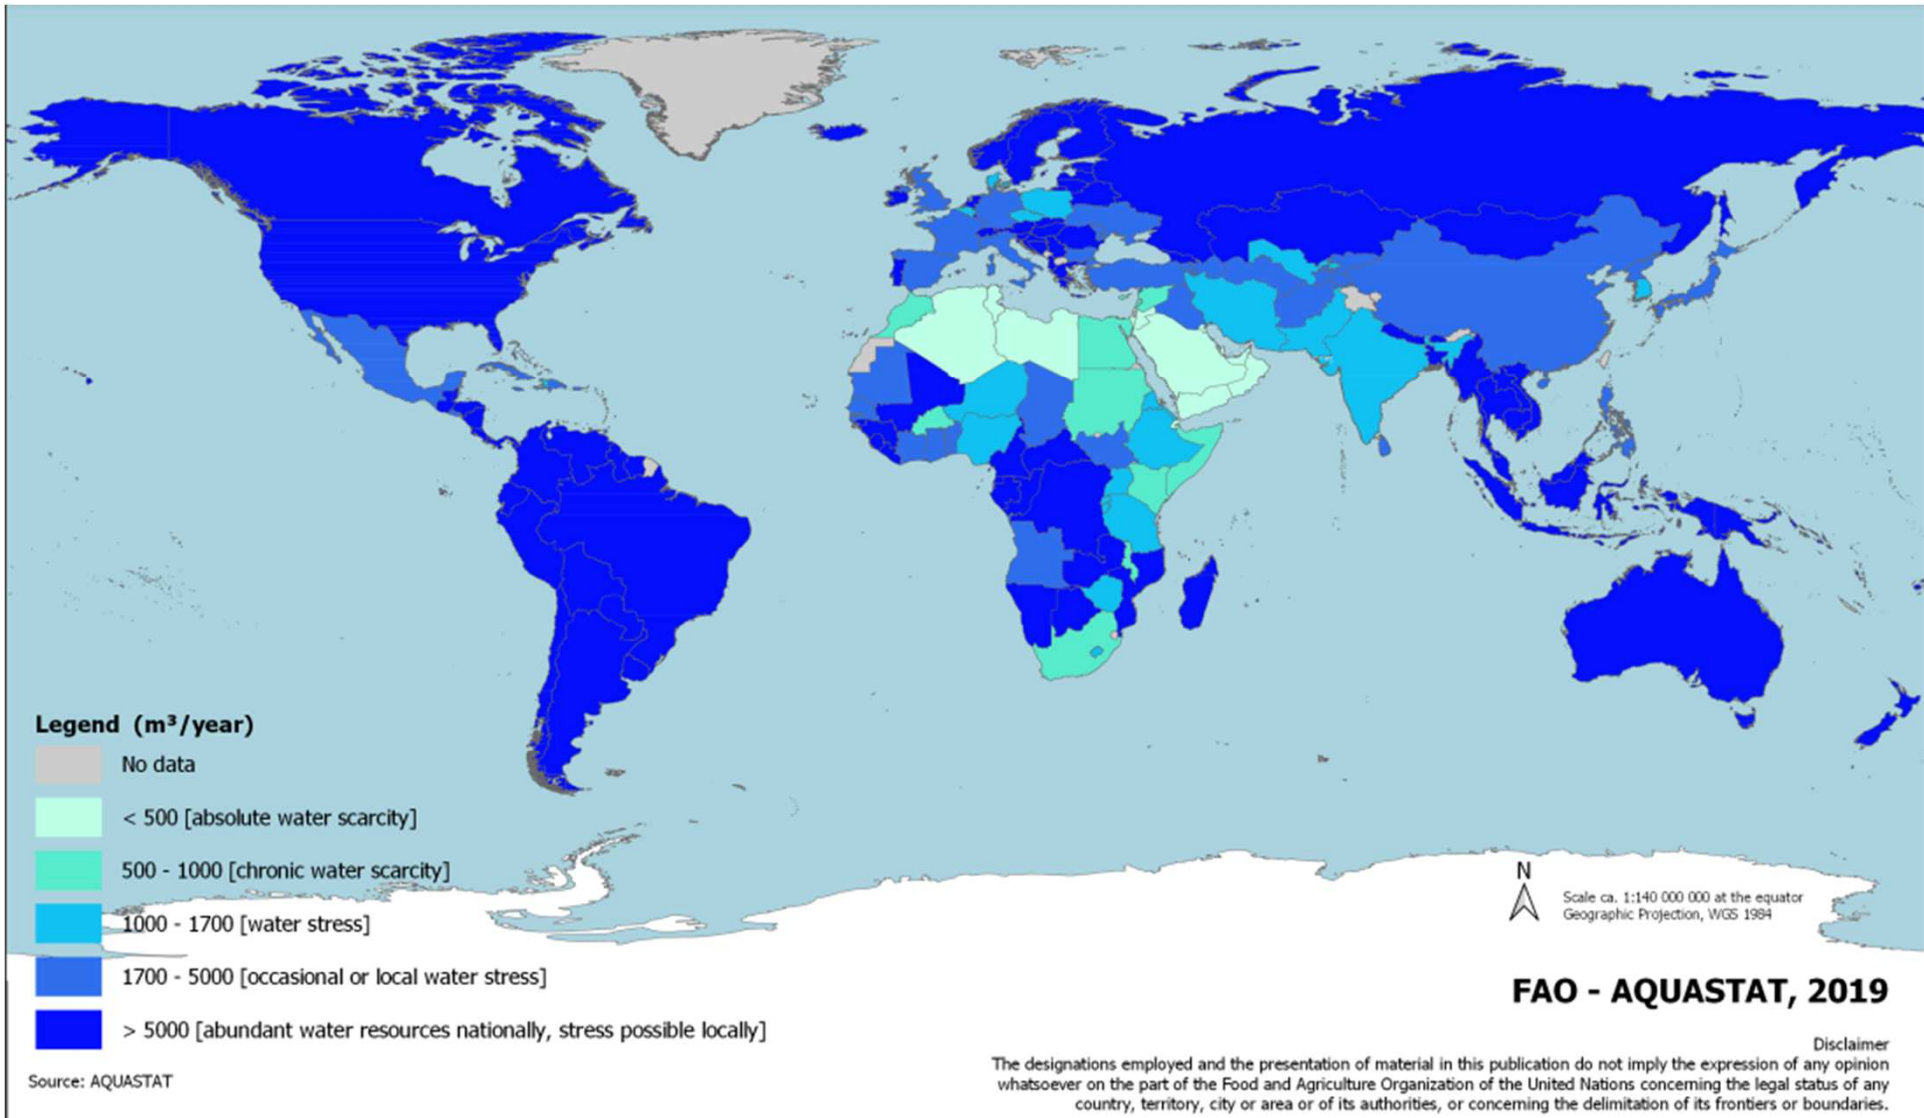 Legend (m³/year)
No data
< 500 [absolute water scarcity]
500 - 1000 [chronic water scarcity]
1000 - 1700 [water stress]
1700 - 5000 [occasional or local water stress]
> 5000 [abundant water resources nationally, stress possible locally]
Source: AQUASTAT
N
Scale ca. 1:140 000 000 at the equator
Geographic Projection, WGS 1984
FAO - AQUASTAT, 2019
Disclaimer
The designations employed and the presentation of material in this publication do not imply the expression of any opinion
whatsoever on the part of the Food and Agriculture Organization of the United Nations concerning the legal status of any
country, territory, city or area or of its authorities, or concerning the delimitation of its frontiers or boundaries.